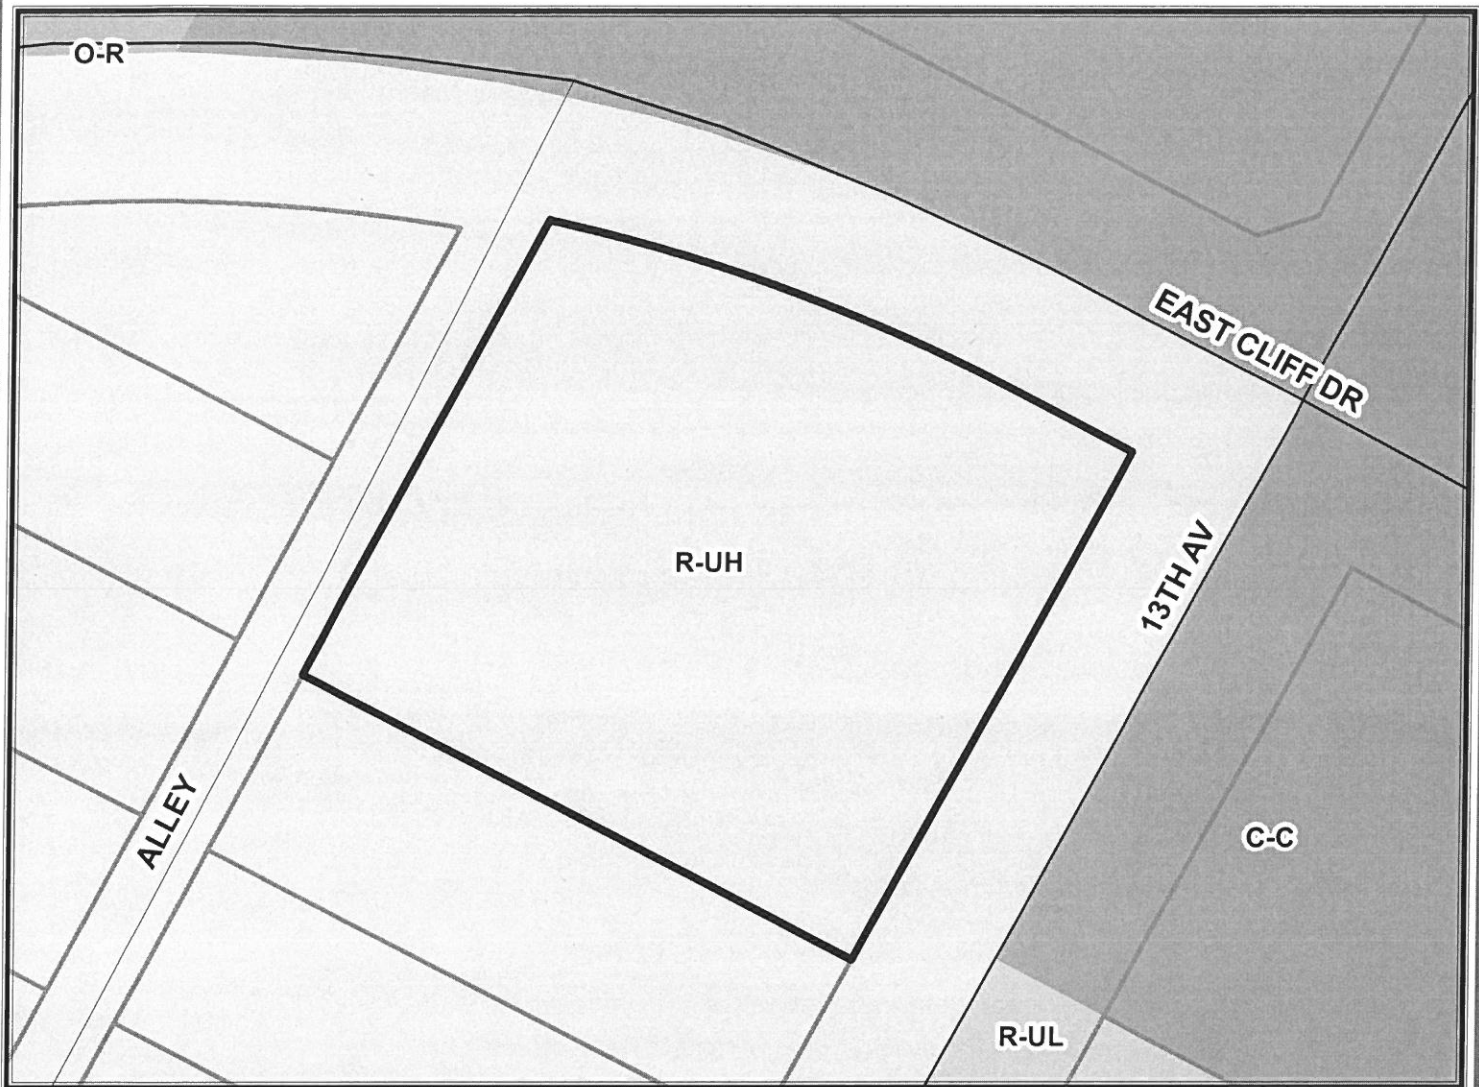 O-R
EAST CLIFF DR
R-UH
13TH AV
ALLEY
C-C
R-UL